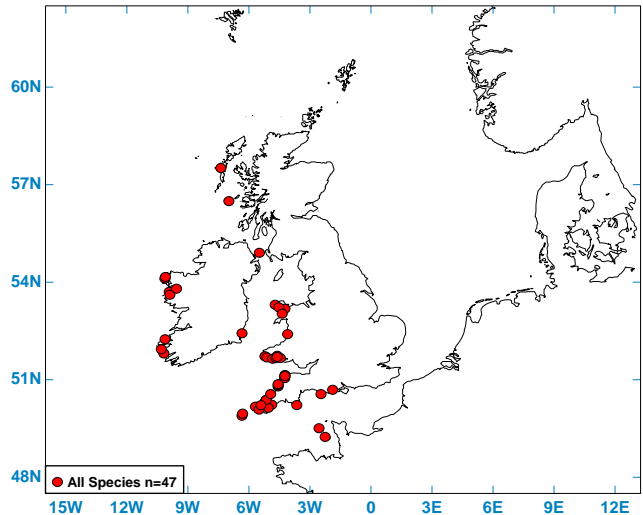 60N
57N
54N
51N
48N
All Species n=47
15W 12W 9W 6W 3W 0 3E 6E 9E 12E